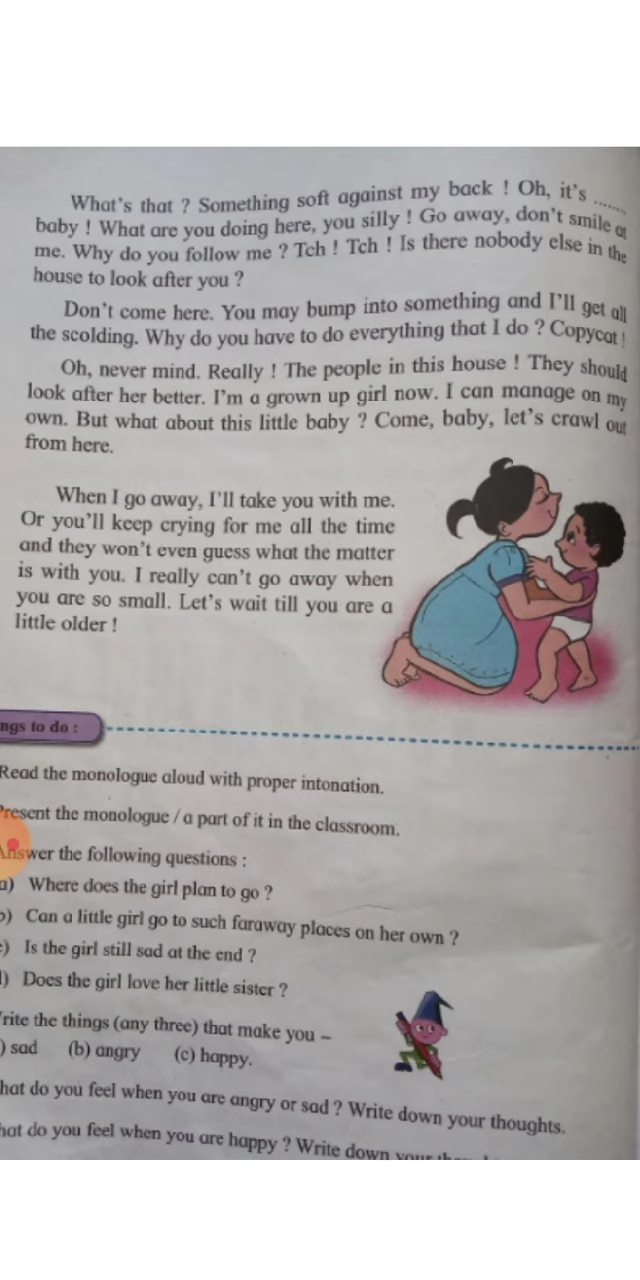 What's that ? Something soft against my back ! Oh, it's .......
baby ! What are you doing here, you silly ! Go away, don't smile at
me. Why do you follow me ? Tch ! Tch ! Is there nobody else in the
house to look after you ?
Don't come here. You may bump into something and I'll get all
the scolding. Why do you have to do everything that I do ? Copycat !
Oh, never mind. Really ! The people in this house ! They should
look after her better. I'm a grown up girl now. I can manage on my
own. But what about this little baby ? Come, baby, let's crawl out
from here.
When I go away, I'll take you with me.
Or you'll keep crying for me all the time
and they won't even guess what the matter
is with you. I really can't go away when
you are so small. Let's wait till you are a
little older !
ngs to do :
Read the monologue aloud with proper intonation.
Present the monologue / a part of it in the classroom.
Answer the following questions :
a) Where does the girl plan to go ?
b) Can a little girl go to such faraway places on her own ?
c) Is the girl still sad at the end ?
d) Does the girl love her little sister ?
rite the things (any three) that make you –
) sad (b) angry (c) happy.
hat do you feel when you are angry or sad ? Write down your thoughts.
hat do you feel when you are happy ? Write down your